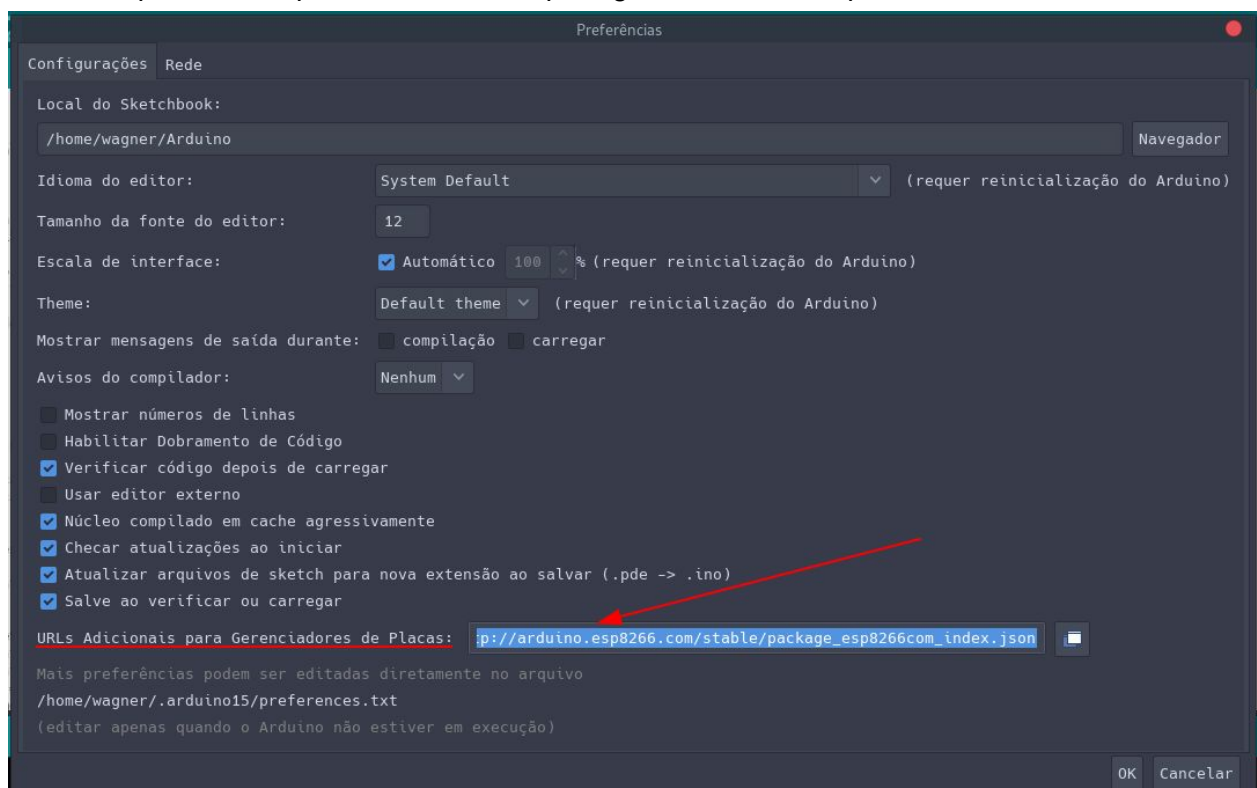 Preferências
Configurações Rede
Local do Sketchbook:
/home/wagner/Arduino Navegador
Idioma do editor: System Default (requer reinicialização do Arduino)
Tamanho da fonte do editor: 12
Escala de interface: Automático 100 % (requer reinicialização do Arduino)
Theme: Default theme (requer reinicialização do Arduino)
Mostrar mensagens de saída durante: compilação carregar
Avisos do compilador: Nenhum
Mostrar números de linhas
Habilitar Dobramento de Código
Verificar código depois de carregar
Usar editor externo
Núcleo compilado em cache agressivamente
Checar atualizações ao iniciar
Atualizar arquivos de sketch para nova extensão ao salvar (.pde -> .ino)
Salve ao verificar ou carregar
URLs Adicionais para Gerenciadores de Placas: tp://arduino.esp8266.com/stable/package_esp8266com_index.json
Mais preferências podem ser editadas diretamente no arquivo
/home/wagner/.arduino15/preferences.txt
(editar apenas quando o Arduino não estiver em execução)
OK Cancelar